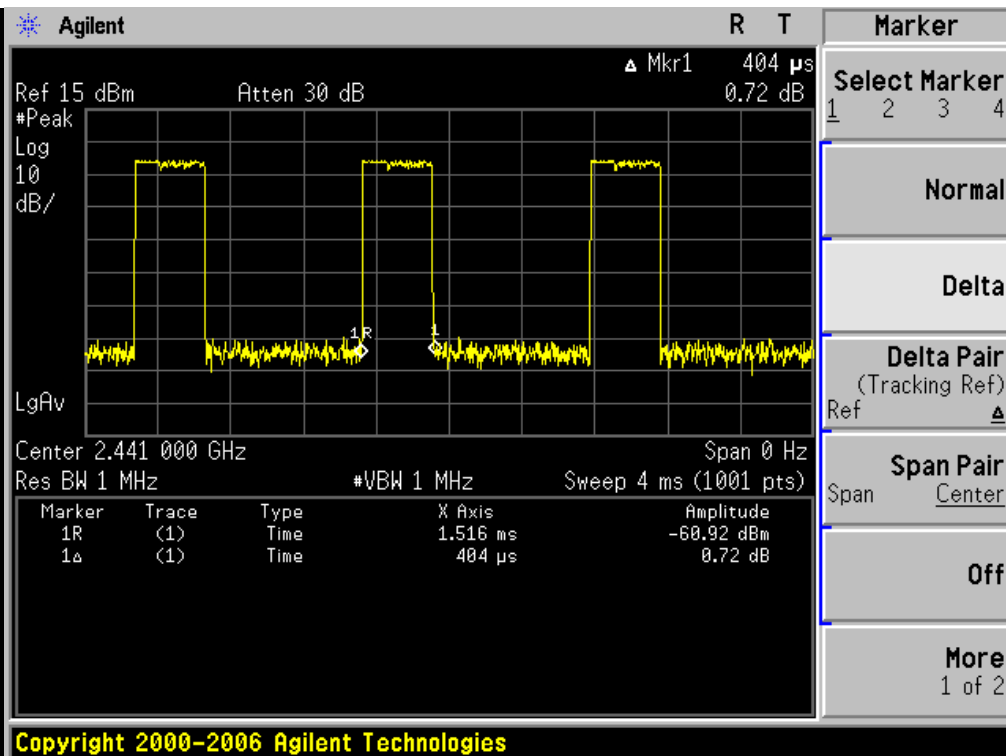 Agilent R T
Δ Mkr1 404 µs
Ref 15 dBm Atten 30 dB 0.72 dB
#Peak
Log
10
dB/
1R 1
LgAv
Center 2.441 000 GHz Span 0 Hz
Res BW 1 MHz #VBW 1 MHz Sweep 4 ms (1001 pts)
Marker Trace Type X Axis Amplitude
1R (1) Time 1.516 ms -60.92 dBm
1Δ (1) Time 404 µs 0.72 dB
Marker
Select Marker
1 2 3 4
Normal
Delta
Delta Pair
(Tracking Ref)
Ref Δ
Span Pair
Span Center
Off
More
1 of 2
Copyright 2000-2006 Agilent Technologies